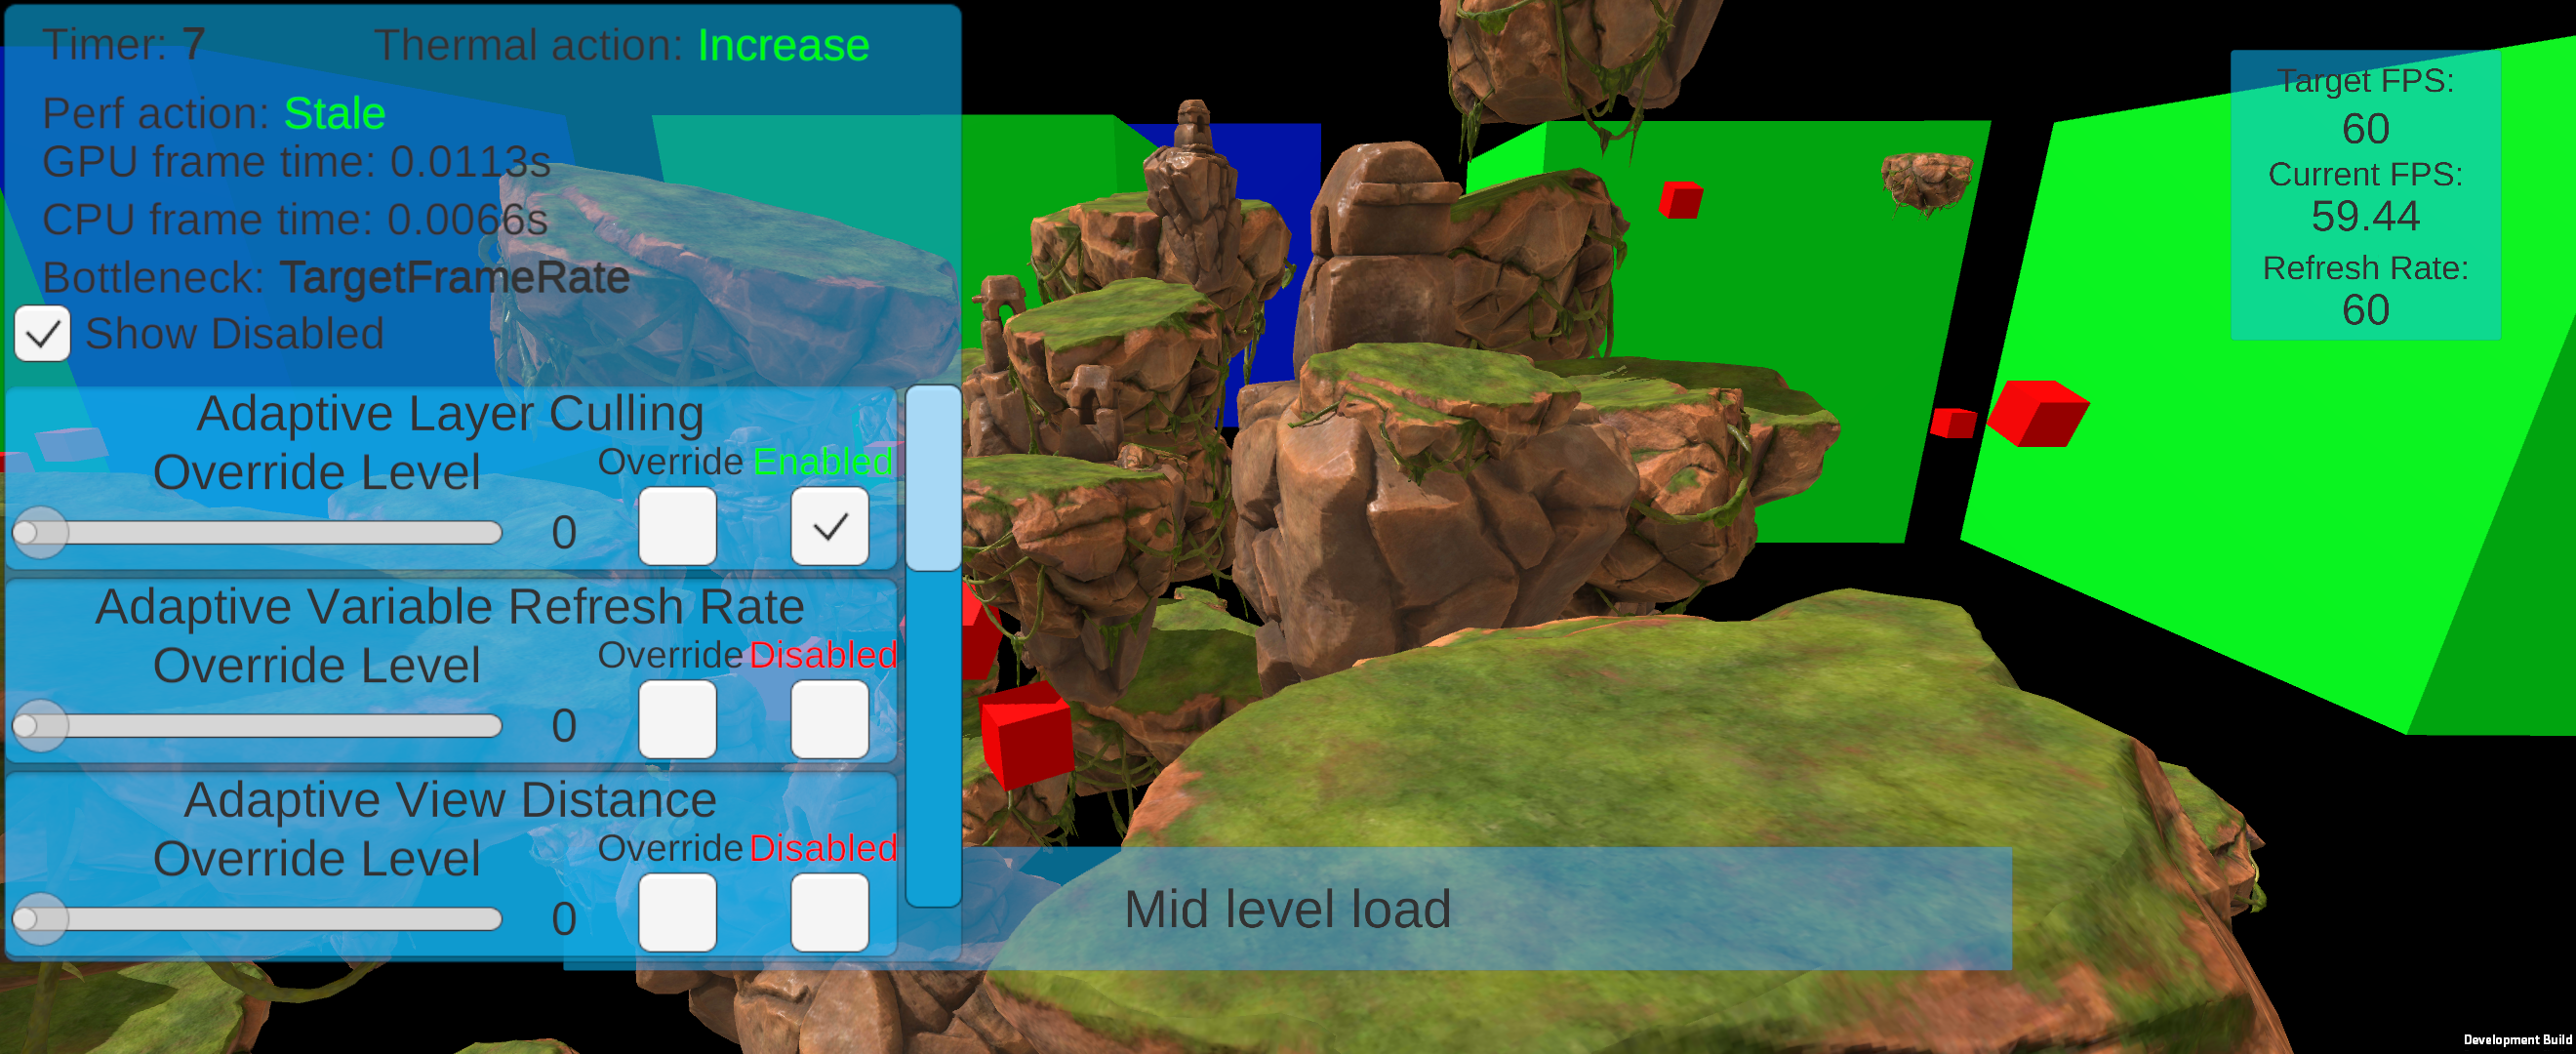 Timer: 7
Thermal action: Increase
Perf action: Stale
GPU frame time: 0.0113s
CPU frame time: 0.0066s
Bottleneck: TargetFrameRate
Show Disabled
Adaptive Layer Culling
Override Level
Override Enabled
0
Adaptive Variable Refresh Rate
Override Level
Override Disabled
0
Adaptive View Distance
Override Level
Override Disabled
0
Target FPS:
60
Current FPS:
59.44
Refresh Rate:
60
Mid level load
Development Build